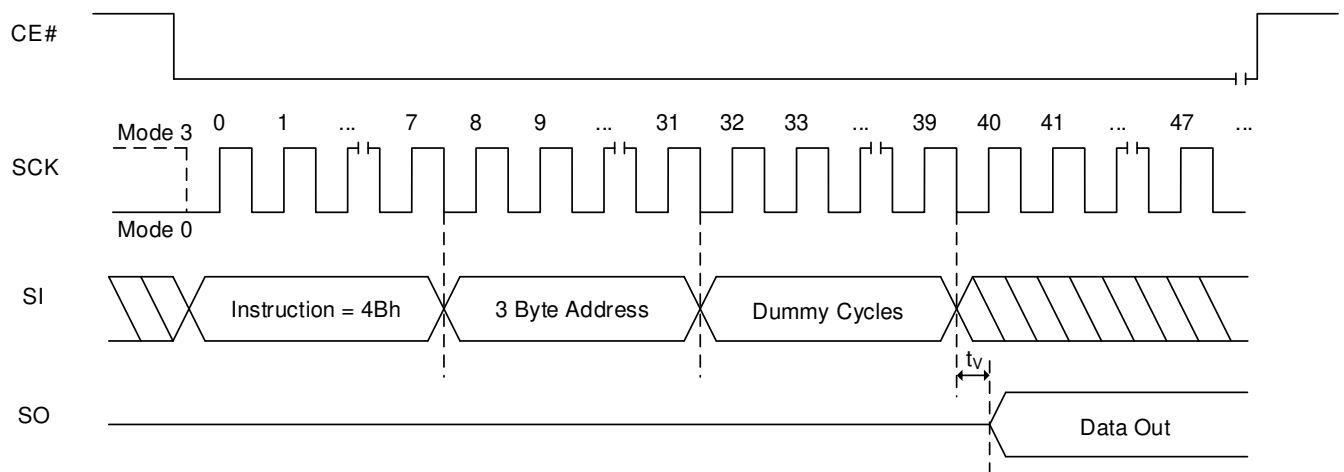 CE#
0 1 ... 7 8 9 ... 31 32 33 ... 39 40 41 ... 47 ...
Mode 3
SCK
Mode 0
SI
Instruction = 4Bh
3 Byte Address
Dummy Cycles
tV
SO
Data Out